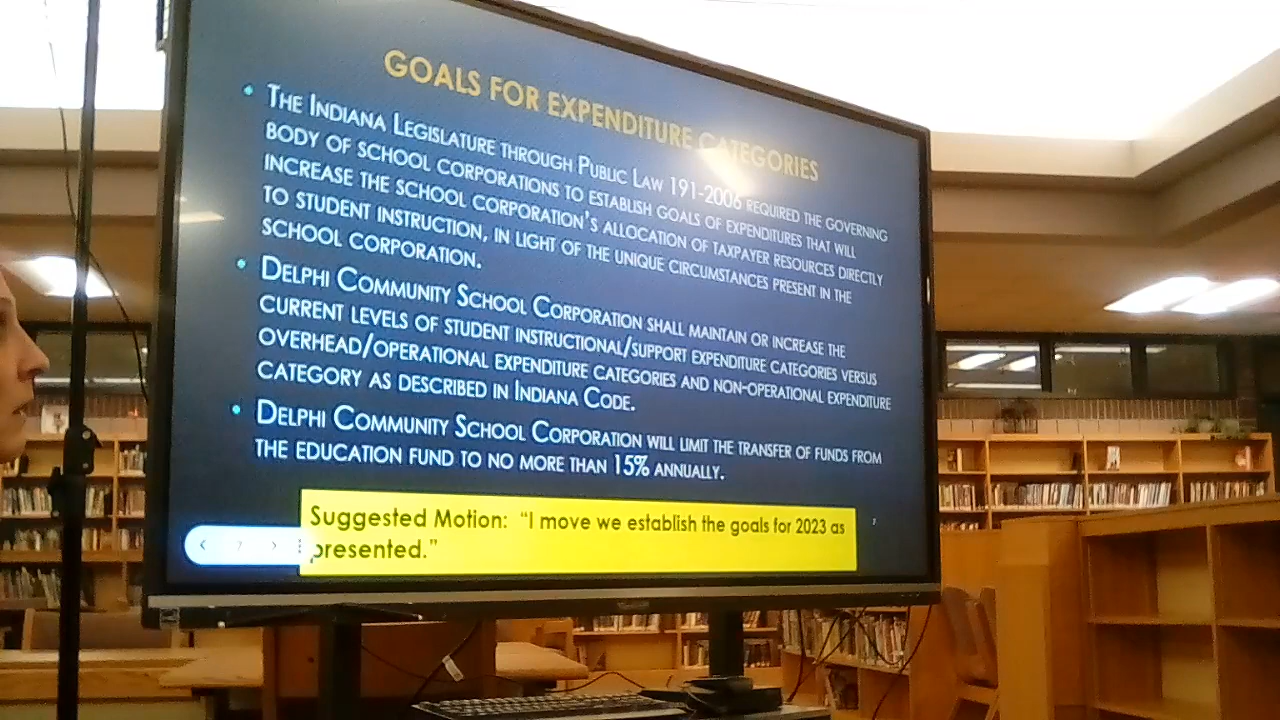 GOALS FOR EXPENDITURE CATEGORIES
• THE INDIANA LEGISLATURE THROUGH PUBLIC LAW 191-2006 REQUIRED THE GOVERNING
BODY OF SCHOOL CORPORATIONS TO ESTABLISH GOALS OF EXPENDITURES THAT WILL
INCREASE THE SCHOOL CORPORATION'S ALLOCATION OF TAXPAYER RESOURCES DIRECTLY
TO STUDENT INSTRUCTION, IN LIGHT OF THE UNIQUE CIRCUMSTANCES PRESENT IN THE
SCHOOL CORPORATION.
• DELPHI COMMUNITY SCHOOL CORPORATION SHALL MAINTAIN OR INCREASE THE
CURRENT LEVELS OF STUDENT INSTRUCTIONAL/SUPPORT EXPENDITURE CATEGORIES VERSUS
OVERHEAD/OPERATIONAL EXPENDITURE CATEGORIES AND NON-OPERATIONAL EXPENDITURE
CATEGORY AS DESCRIBED IN INDIANA CODE.
• DELPHI COMMUNITY SCHOOL CORPORATION WILL LIMIT THE TRANSFER OF FUNDS FROM
THE EDUCATION FUND TO NO MORE THAN 15% ANNUALLY.
Suggested Motion: "I move we establish the goals for 2023 as
presented."
7
< 7 >